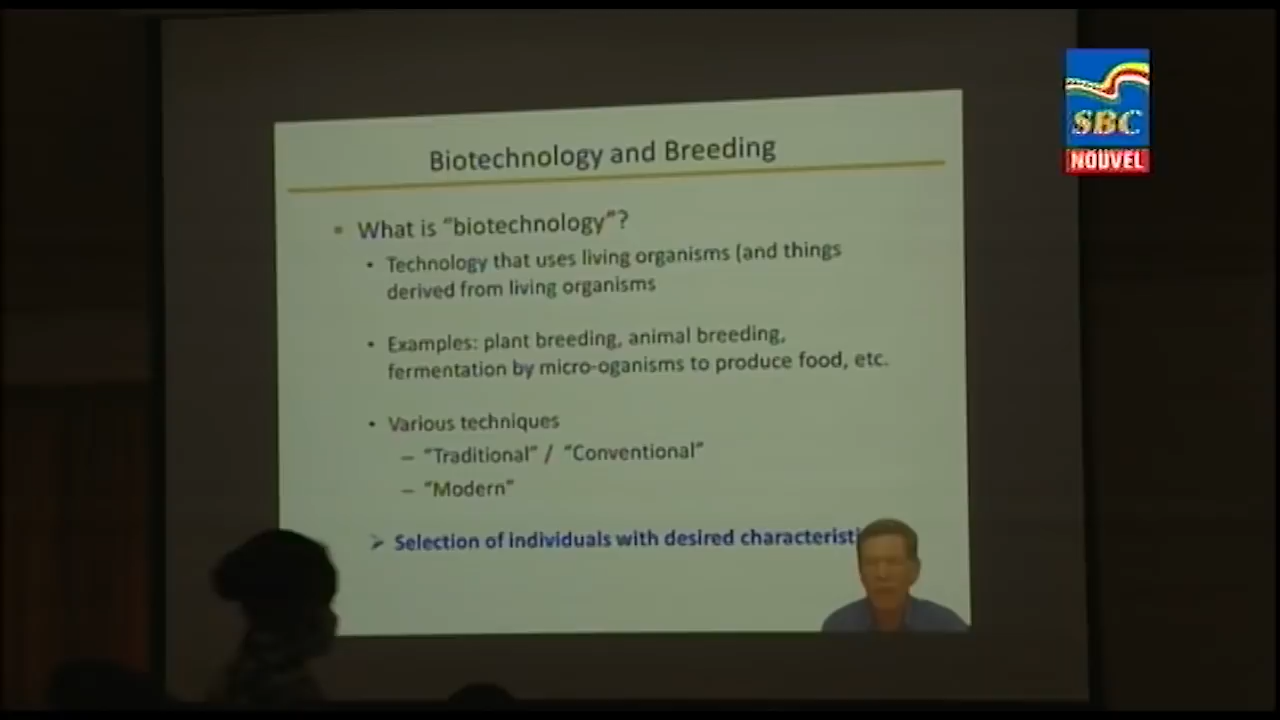 SBC
NOUVEL
Biotechnology and Breeding
What is “biotechnology”?
Technology that uses living organisms (and things
derived from living organisms
Examples: plant breeding, animal breeding,
fermentation by micro-oganisms to produce food, etc.
Various techniques
– “Traditional” / “Conventional”
– “Modern”
Selection of individuals with desired characteristi